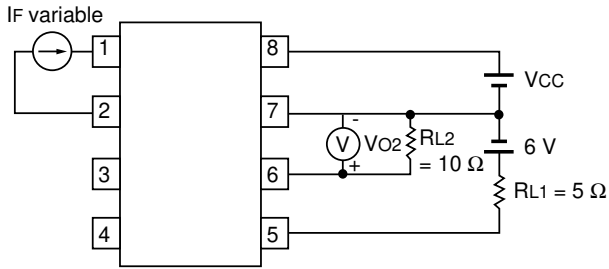 IF variable
1
8
VCC
2
7
-
V
VO2
RL2
= 10 Ω
6 V
+
3
6
RL1 = 5 Ω
4
5